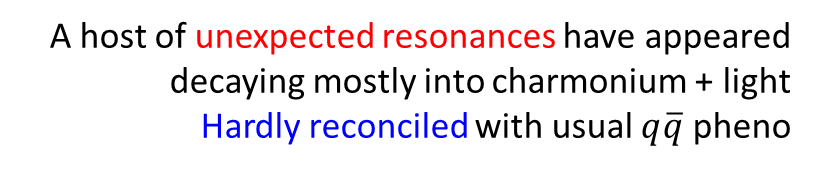 A host of unexpected resonances have appeared
decaying mostly into charmonium + light
Hardly reconciled with usual 𝑞𝑞̄ pheno